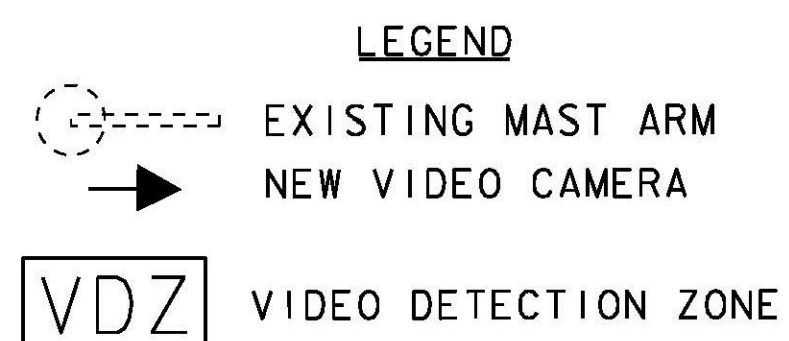 LEGEND
EXISTING MAST ARM
NEW VIDEO CAMERA
VDZ VIDEO DETECTION ZONE